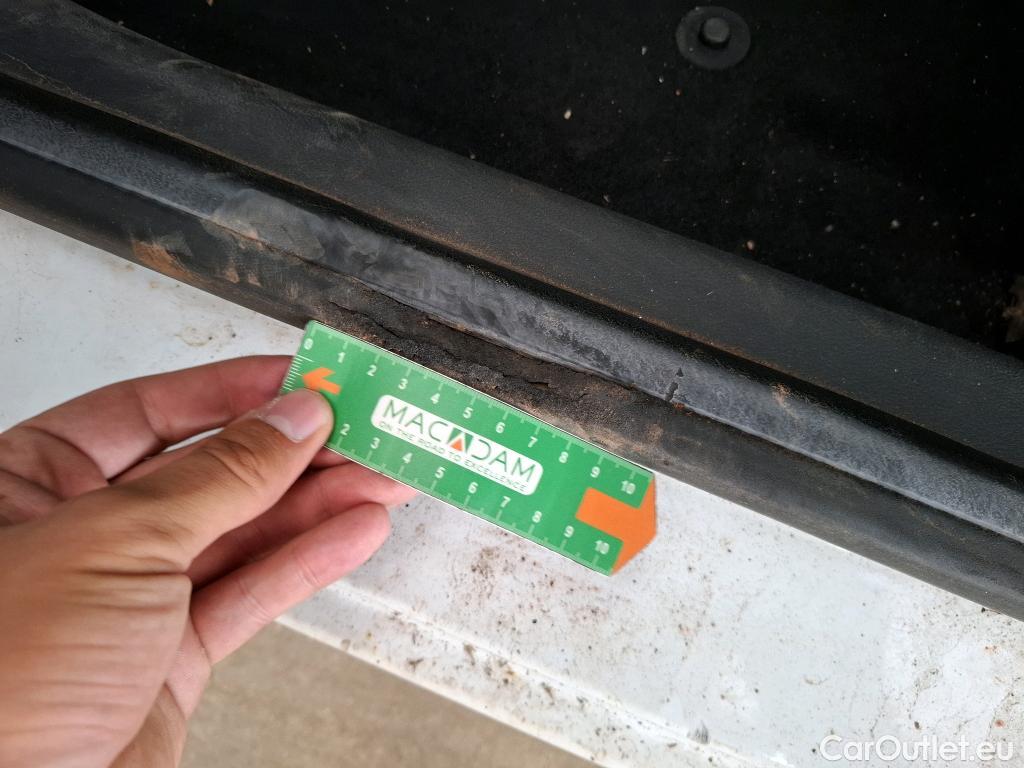 0 1 2 3 4 5 6 7 8 9 10
MACADAM
ON THE ROAD TO EXCELLENCE
2 3 4 5 6 7 8 9 10
CarOutlet.eu